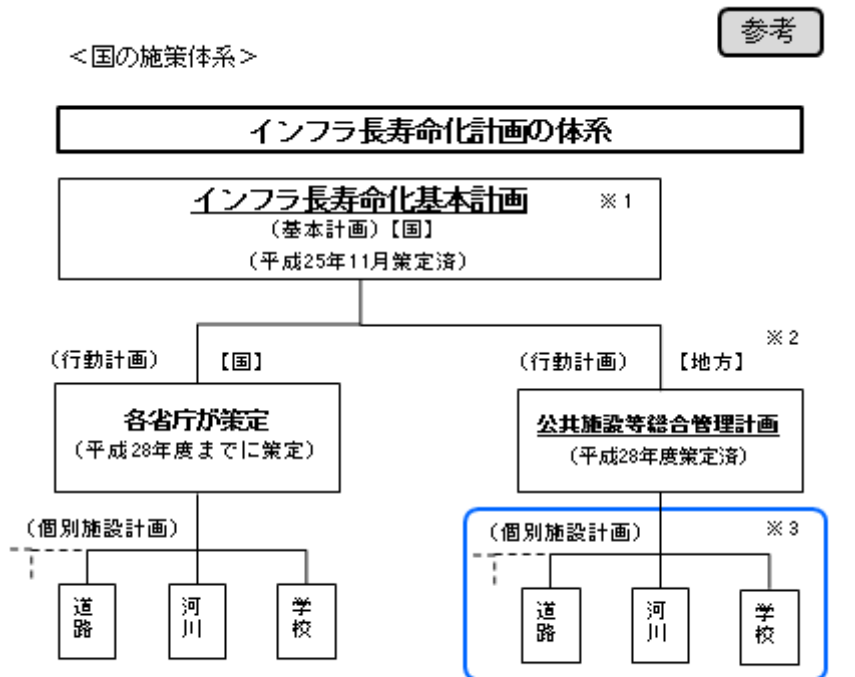 参考
＜国の施策体系＞
インフラ長寿命化計画の体系
インフラ長寿命化基本計画 ※1
（基本計画）【国】
（平成25年11月策定済）
※2
（行動計画） 【国】
（行動計画） 【地方】
各省庁が策定
（平成28年度までに策定）
公共施設等総合管理計画
（平成28年度策定済）
（個別施設計画）
道路
河川
学校
（個別施設計画） ※3
道路
河川
学校